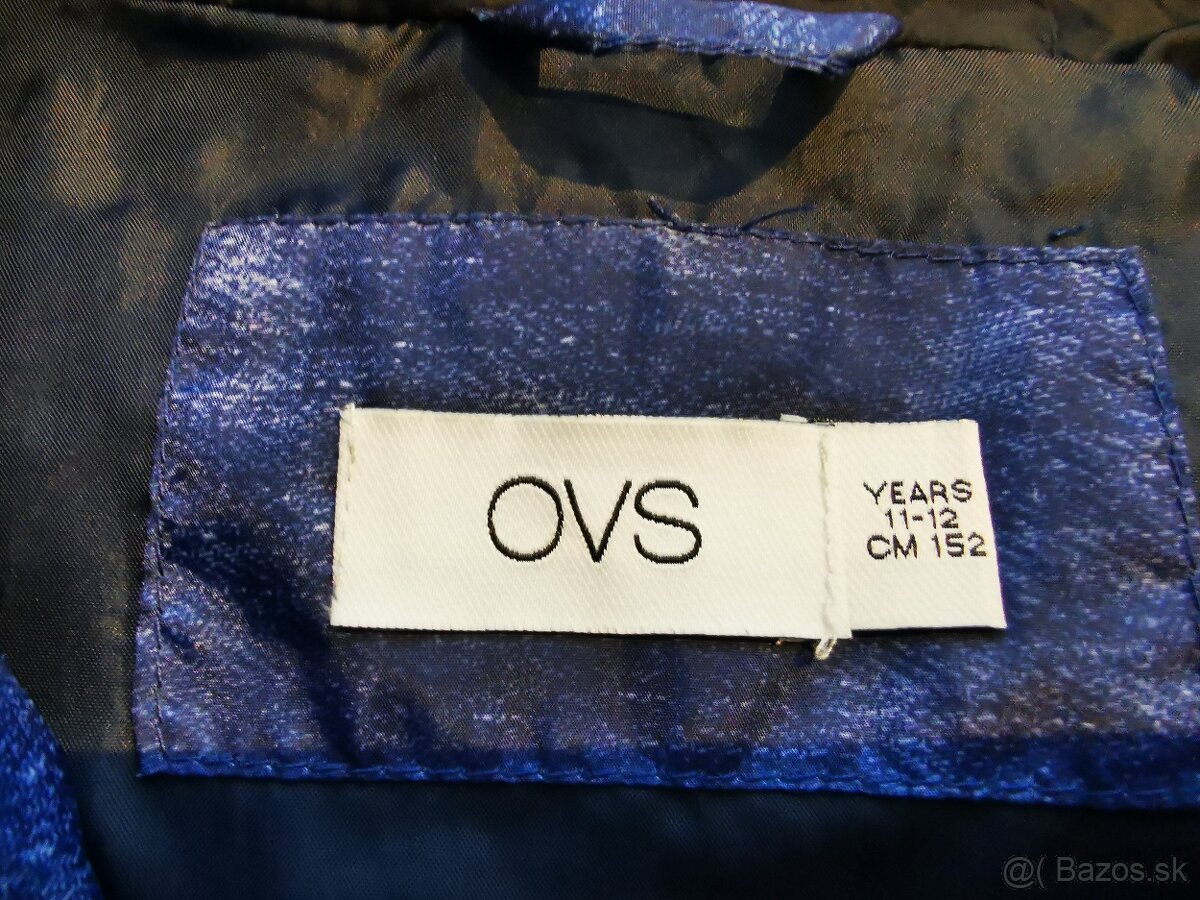 OVS
YEARS
11-12
CM 152
@( Bazos.sk